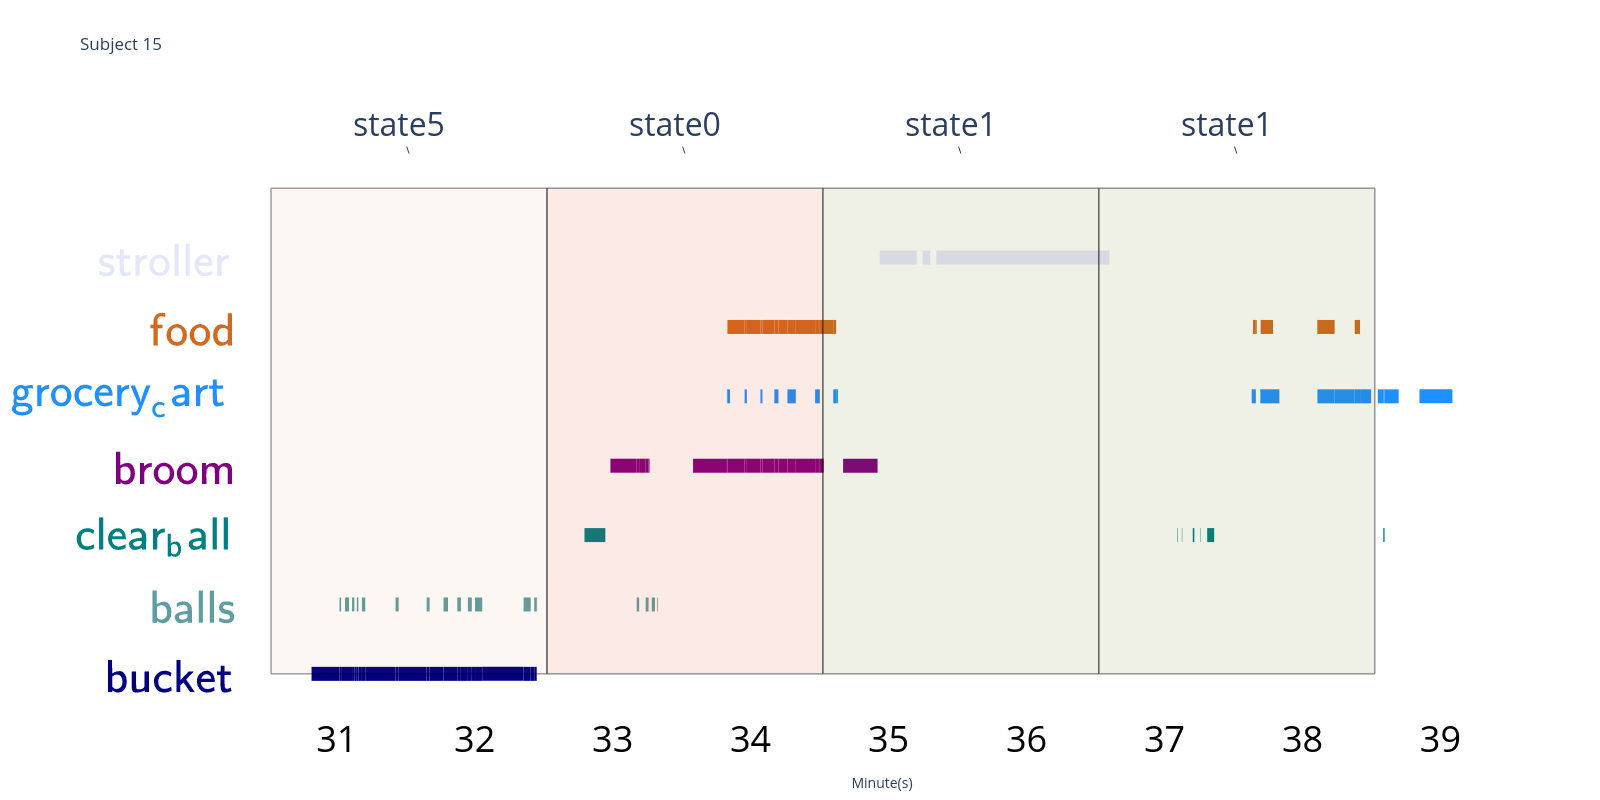 Subject 15
state5 state0 state1 state1
stroller
food
grocery_cart
broom
clear_ball
balls
bucket
31 32 33 34 35 36 37 38 39
Minute(s)